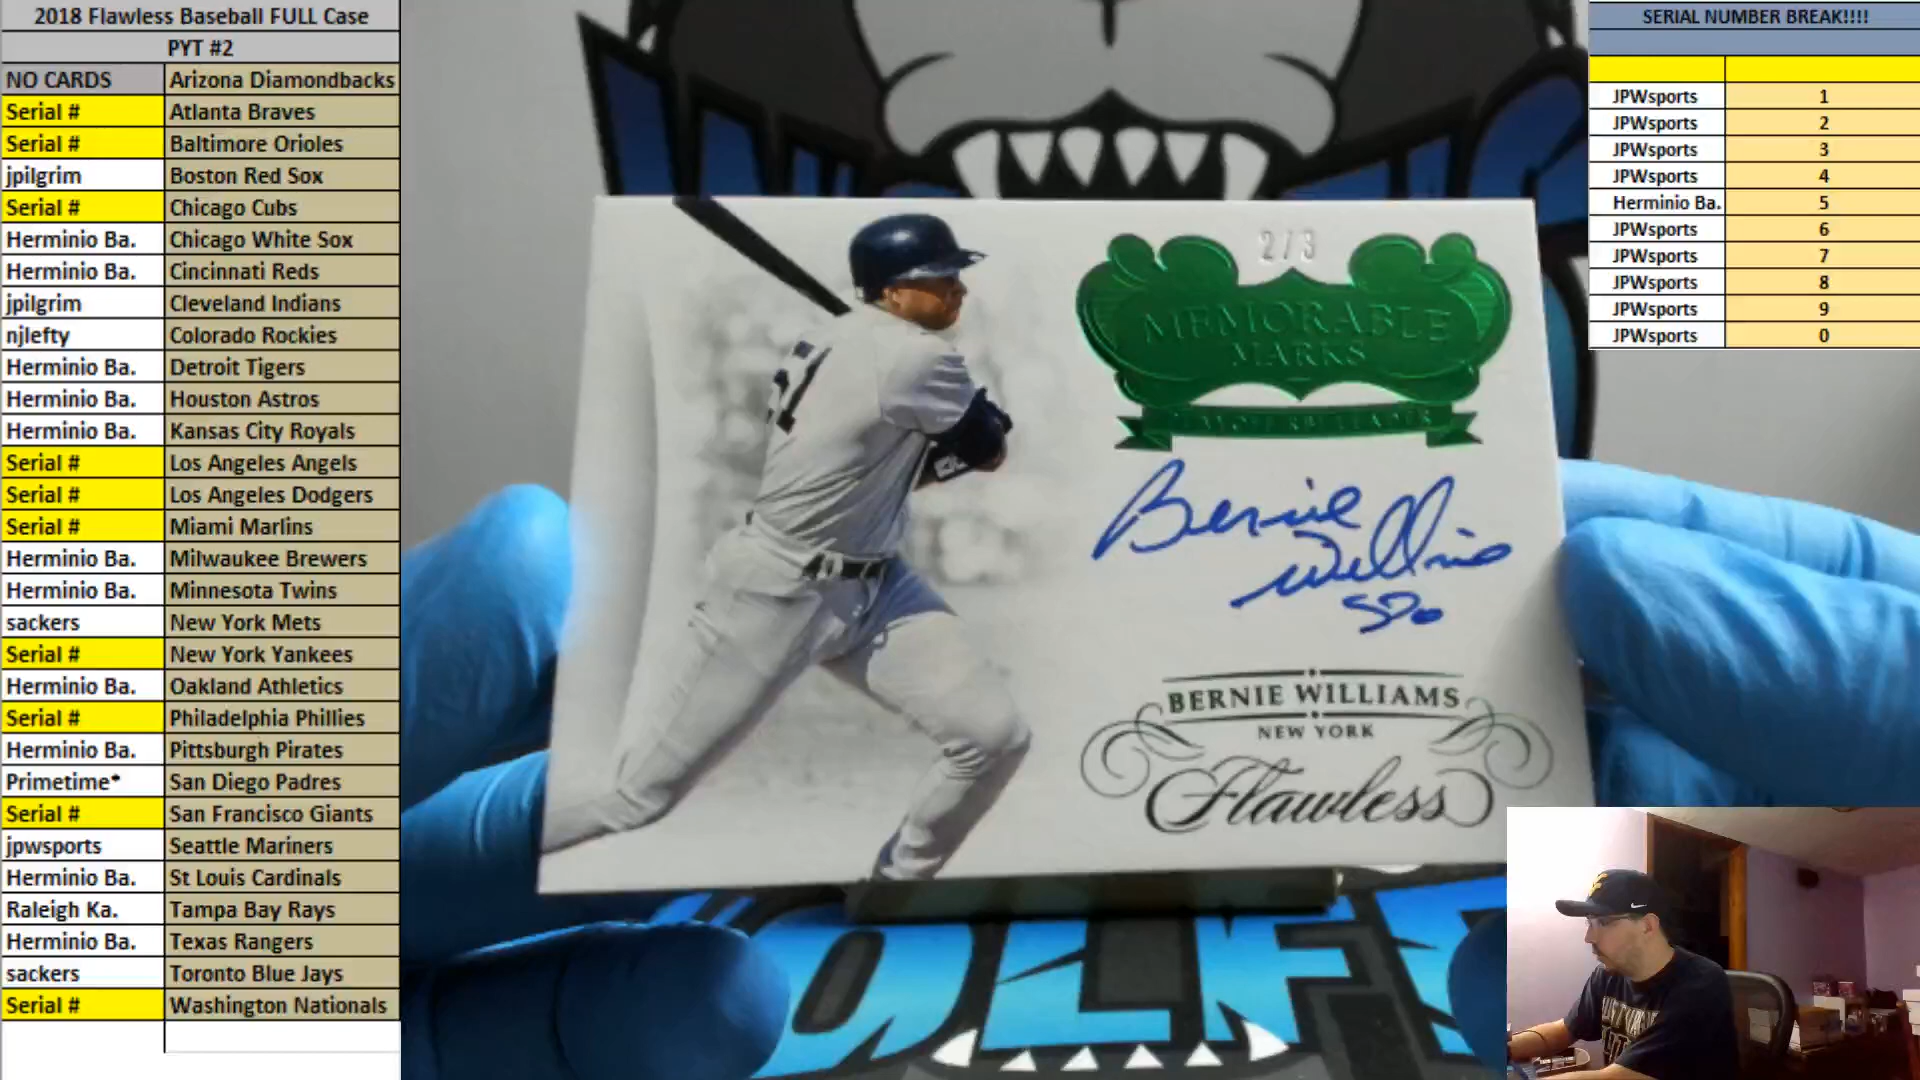 2018 Flawless Baseball FULL Case
PYT #2
NO CARDS Arizona Diamondbacks
Serial # Atlanta Braves
Serial # Baltimore Orioles
jpilgrim Boston Red Sox
Serial # Chicago Cubs
Herminio Ba. Chicago White Sox
Herminio Ba. Cincinnati Reds
jpilgrim Cleveland Indians
njlefty Colorado Rockies
Herminio Ba. Detroit Tigers
Herminio Ba. Houston Astros
Herminio Ba. Kansas City Royals
Serial # Los Angeles Angels
Serial # Los Angeles Dodgers
Serial # Miami Marlins
Herminio Ba. Milwaukee Brewers
Herminio Ba. Minnesota Twins
sackers New York Mets
Serial # New York Yankees
Herminio Ba. Oakland Athletics
Serial # Philadelphia Phillies
Herminio Ba. Pittsburgh Pirates
Primetime* San Diego Padres
Serial # San Francisco Giants
jpwsports Seattle Mariners
Herminio Ba. St Louis Cardinals
Raleigh Ka. Tampa Bay Rays
Herminio Ba. Texas Rangers
sackers Toronto Blue Jays
Serial # Washington Nationals
2/3
MEMORABLE
MARKS
Bernie
Williams
BERNIE WILLIAMS
NEW YORK
Flawless
SERIAL NUMBER BREAK!!!!
JPWsports 1
JPWsports 2
JPWsports 3
JPWsports 4
Herminio Ba. 5
JPWsports 6
JPWsports 7
JPWsports 8
JPWsports 9
JPWsports 0